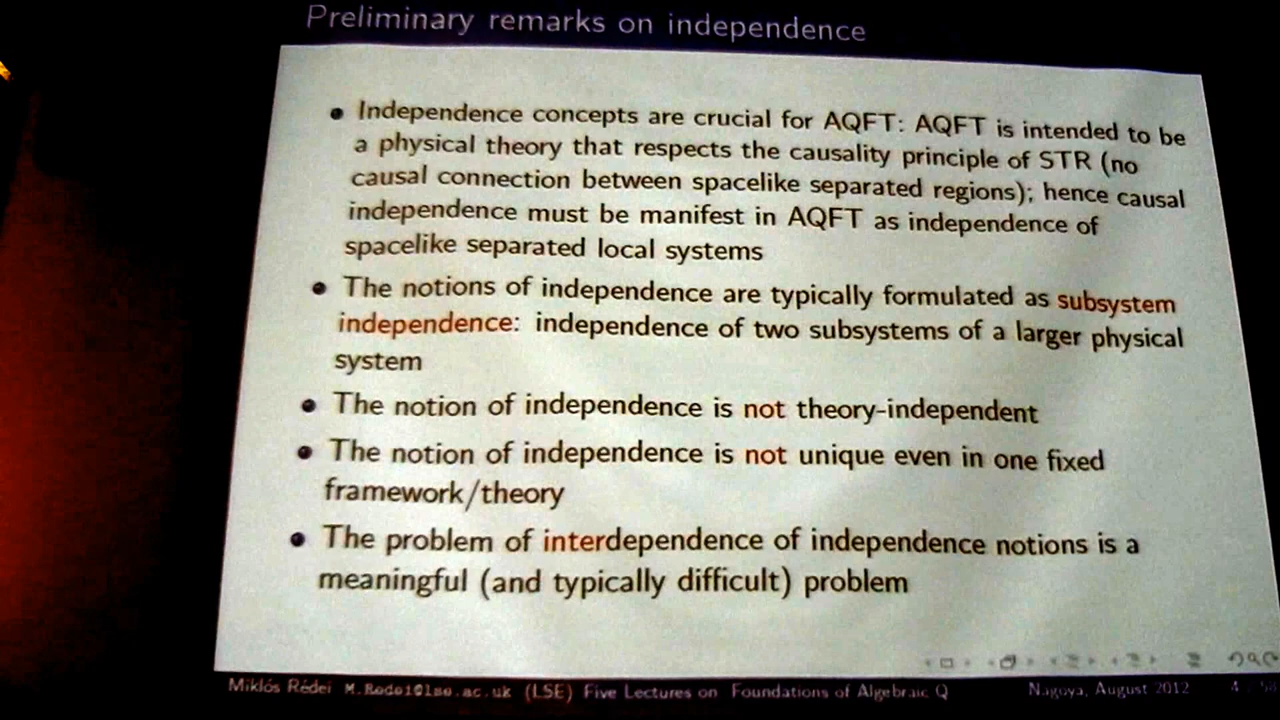 Preliminary remarks on independence
Independence concepts are crucial for AQFT: AQFT is intended to be
a physical theory that respects the causality principle of STR (no
causal connection between spacelike separated regions); hence causal
independence must be manifest in AQFT as independence of
spacelike separated local systems
The notions of independence are typically formulated as subsystem
independence: independence of two subsystems of a larger physical
system
The notion of independence is not theory-independent
The notion of independence is not unique even in one fixed
framework/theory
The problem of interdependence of independence notions is a
meaningful (and typically difficult) problem
Miklós Rédei M.Redei@lse.ac.uk (LSE) Five Lectures on Foundations of Algebraic Q Nagoya, August 2012 4 /